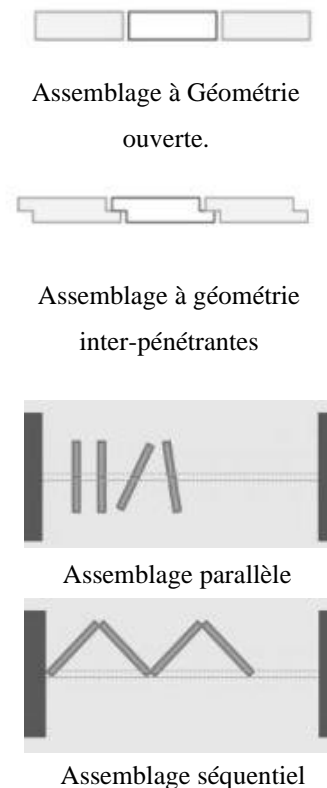 Assemblage à Géométrie
ouverte.
Assemblage à géométrie
inter-pénétrantes
Assemblage parallèle
Assemblage séquentiel